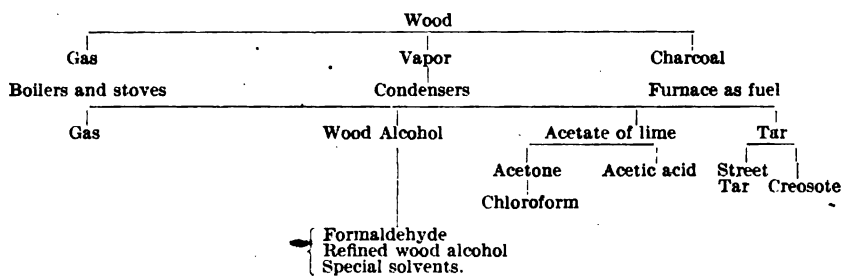 Wood
Gas Vapor Charcoal
Boilers and stoves Condensers Furnace as fuel
Gas Wood Alcohol Acetate of lime Tar
Acetone Acetic acid Street
Tar Creosote
Chloroform
Formaldehyde
Refined wood alcohol
Special solvents.